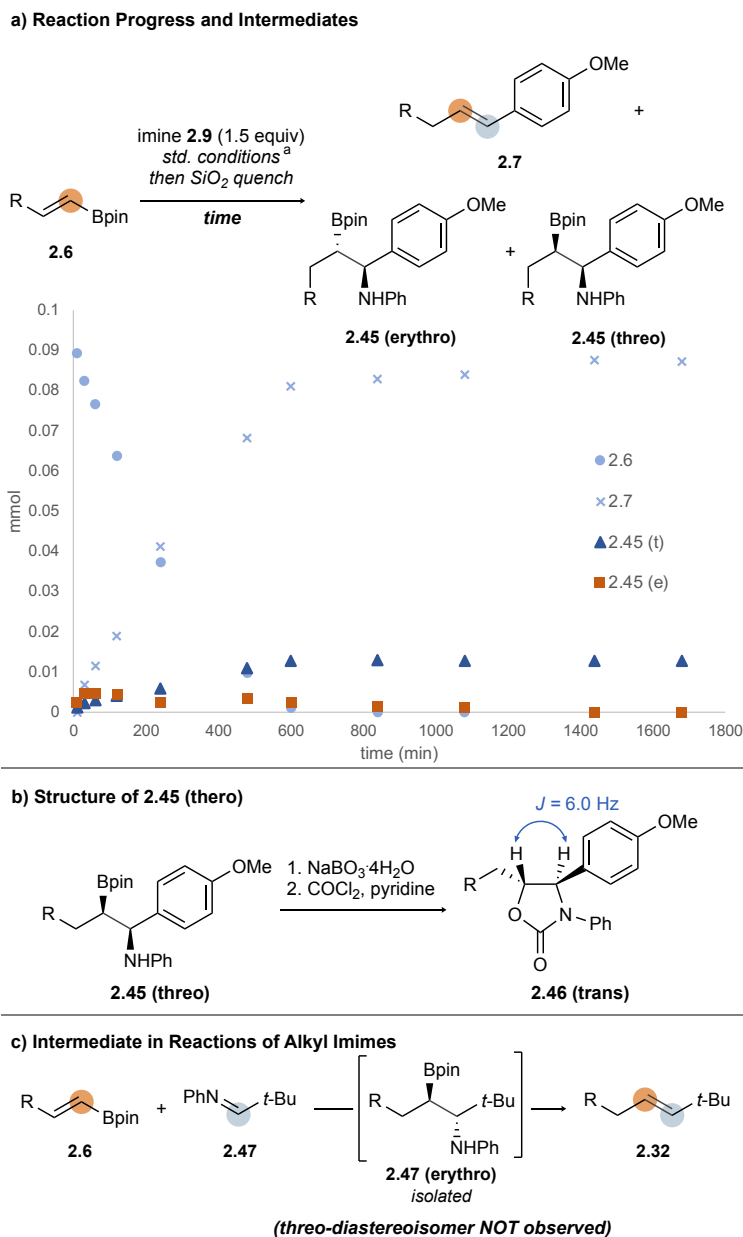 a) Reaction Progress and Intermediates
OMe
R
+
2.7
imine 2.9 (1.5 equiv)
std. conditions a
then SiO2 quench
time
R
Bpin
2.6
Bpin
OMe
R
NHPh
+
Bpin
OMe
R
NHPh
2.45 (erythro)
2.45 (threo)
0.1
0.09
0.08
0.07
0.06
0.05
0.04
0.03
0.02
0.01
0
mmol
2.6
2.7
2.45 (t)
2.45 (e)
0 200 400 600 800 1000 1200 1400 1600 1800
time (min)
b) Structure of 2.45 (thero)
Bpin
OMe
R
NHPh
2.45 (threo)
1. NaBO3·4H2O
2. COCl2, pyridine
J = 6.0 Hz
H H
OMe
R
O
N
Ph
O
2.46 (trans)
c) Intermediate in Reactions of Alkyl Imimes
R
Bpin
2.6
+
PhN
t-Bu
2.47
Bpin
R
t-Bu
NHPh
2.47 (erythro)
isolated
R
t-Bu
2.32
(threo-diastereoisomer NOT observed)